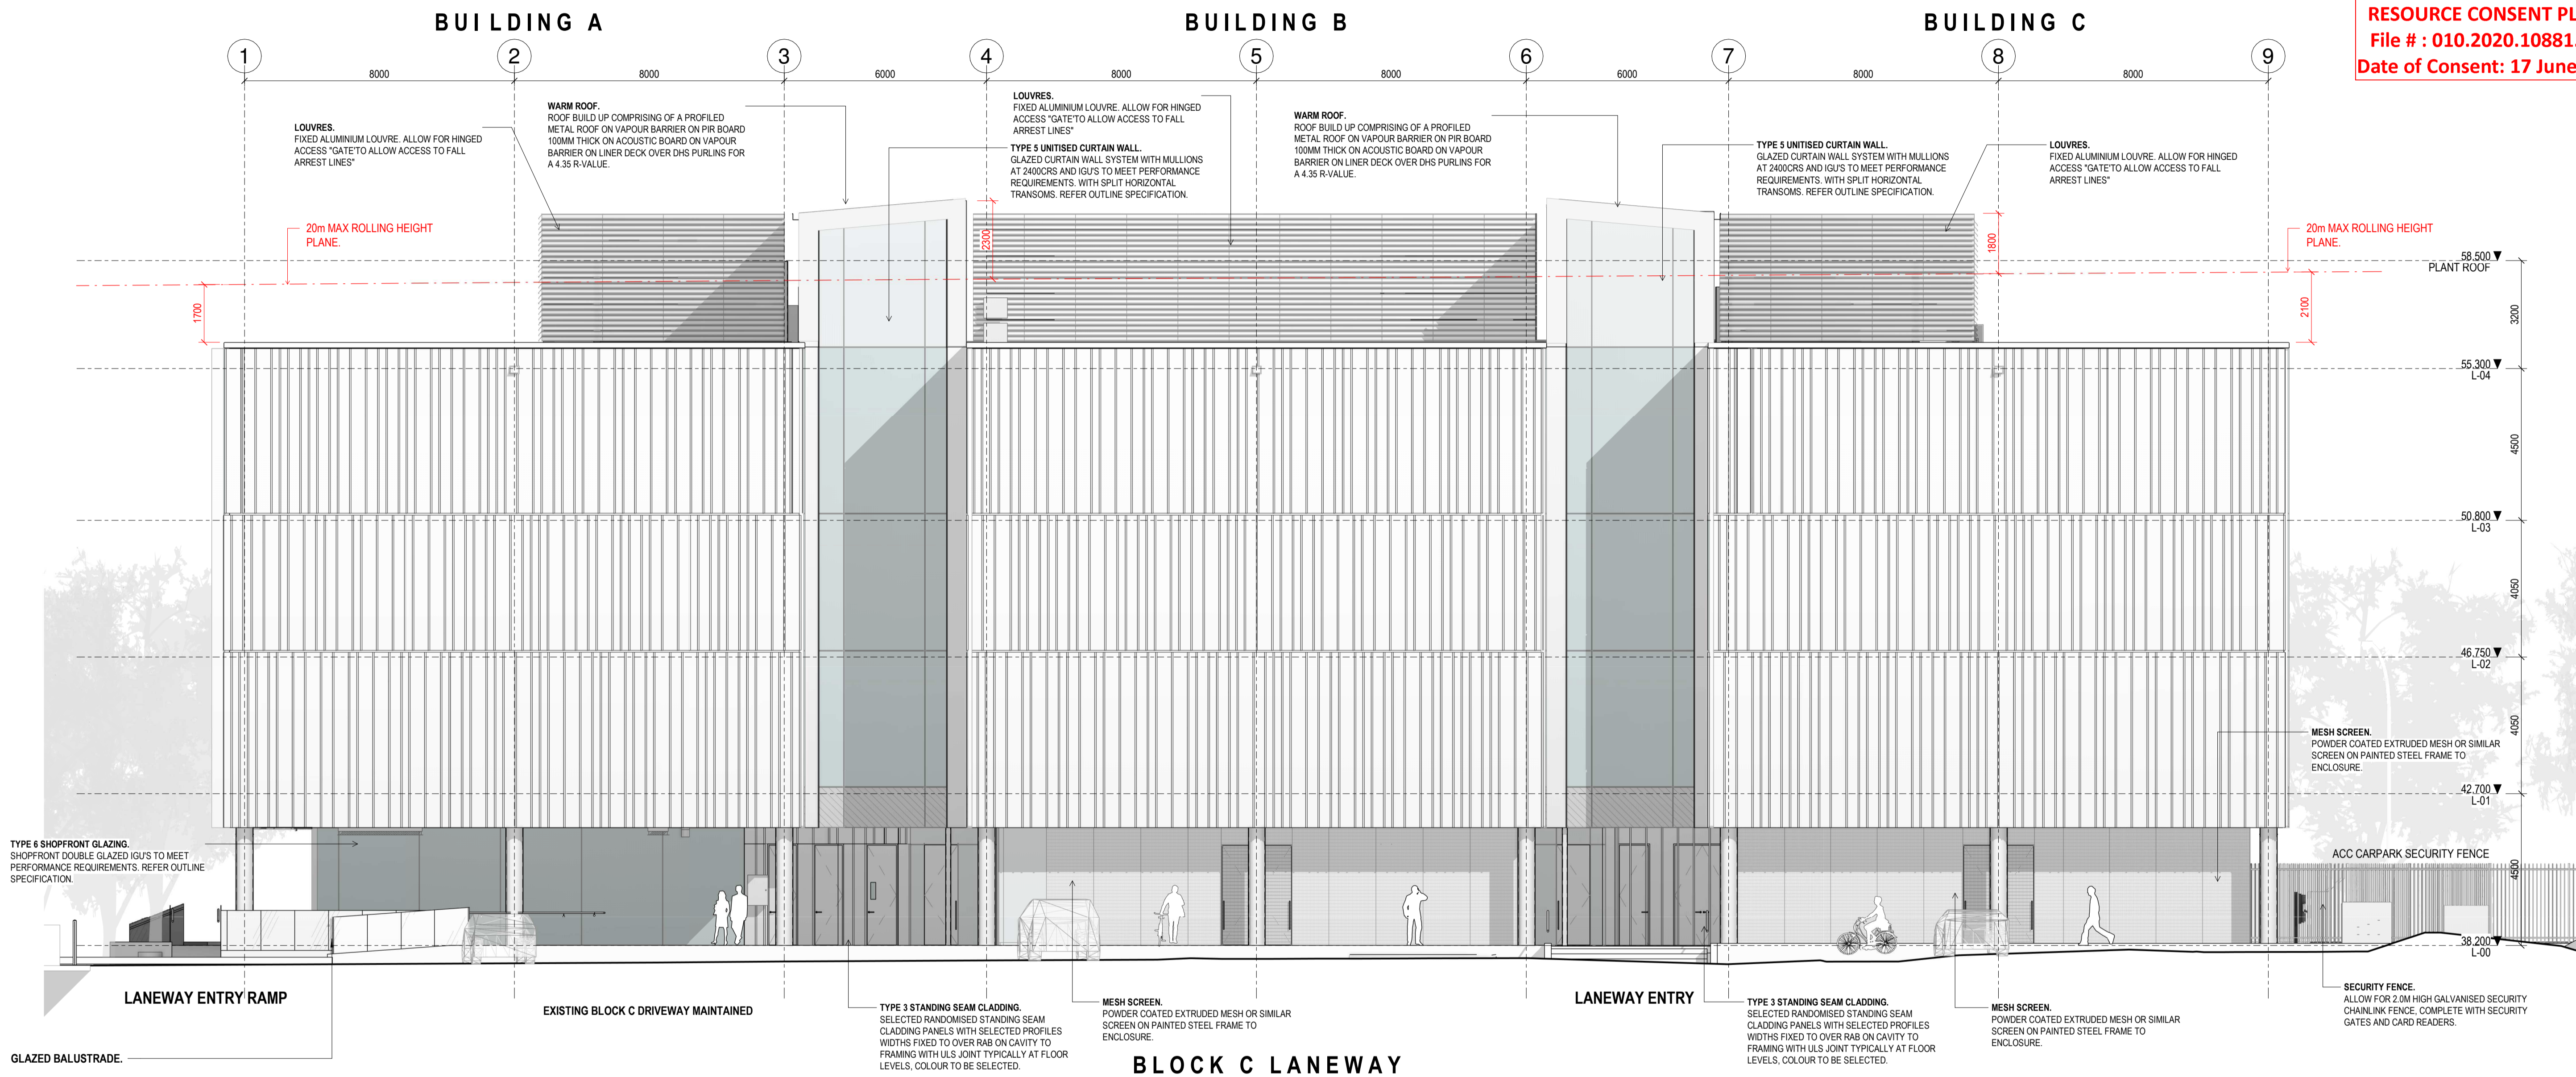 BUILDING A
BUILDING B
BUILDING C
RESOURCE CONSENT PL
File # : 010.2020.10881.
Date of Consent: 17 June
1
2
3
4
5
6
7
8
9
8000
8000
6000
8000
8000
6000
8000
8000
LOUVRES.
FIXED ALUMINIUM LOUVRE. ALLOW FOR HINGED
ACCESS "GATE'TO ALLOW ACCESS TO FALL
ARREST LINES"
WARM ROOF.
ROOF BUILD UP COMPRISING OF A PROFILED
METAL ROOF ON VAPOUR BARRIER ON PIR BOARD
100MM THICK ON ACOUSTIC BOARD ON VAPOUR
BARRIER ON LINER DECK OVER DHS PURLINS FOR
A 4.35 R-VALUE.
LOUVRES.
FIXED ALUMINIUM LOUVRE. ALLOW FOR HINGED
ACCESS "GATE'TO ALLOW ACCESS TO FALL
ARREST LINES"
TYPE 5 UNITISED CURTAIN WALL.
GLAZED CURTAIN WALL SYSTEM WITH MULLIONS
AT 2400CRS AND IGU'S TO MEET PERFORMANCE
REQUIREMENTS. WITH SPLIT HORIZONTAL
TRANSOMS. REFER OUTLINE SPECIFICATION.
WARM ROOF.
ROOF BUILD UP COMPRISING OF A PROFILED
METAL ROOF ON VAPOUR BARRIER ON PIR BOARD
100MM THICK ON ACOUSTIC BOARD ON VAPOUR
BARRIER ON LINER DECK OVER DHS PURLINS FOR
A 4.35 R-VALUE.
TYPE 5 UNITISED CURTAIN WALL.
GLAZED CURTAIN WALL SYSTEM WITH MULLIONS
AT 2400CRS AND IGU'S TO MEET PERFORMANCE
REQUIREMENTS. WITH SPLIT HORIZONTAL
TRANSOMS. REFER OUTLINE SPECIFICATION.
LOUVRES.
FIXED ALUMINIUM LOUVRE. ALLOW FOR HINGED
ACCESS "GATE'TO ALLOW ACCESS TO FALL
ARREST LINES"
20m MAX ROLLING HEIGHT
PLANE.
20m MAX ROLLING HEIGHT
PLANE.
1700
2300
1800
2100
58.500
PLANT ROOF
3200
55.300
L-04
4500
50.800
L-03
4050
46.750
L-02
4050
42.700
L-01
4500
38.200
L-00
MESH SCREEN.
POWDER COATED EXTRUDED MESH OR SIMILAR
SCREEN ON PAINTED STEEL FRAME TO
ENCLOSURE.
TYPE 6 SHOPFRONT GLAZING.
SHOPFRONT DOUBLE GLAZED IGU'S TO MEET
PERFORMANCE REQUIREMENTS. REFER OUTLINE
SPECIFICATION.
ACC CARPARK SECURITY FENCE
LANEWAY ENTRY RAMP
EXISTING BLOCK C DRIVEWAY MAINTAINED
GLAZED BALUSTRADE.
TYPE 3 STANDING SEAM CLADDING.
SELECTED RANDOMISED STANDING SEAM
CLADDING PANELS WITH SELECTED PROFILES
WIDTHS FIXED TO OVER RAB ON CAVITY TO
FRAMING WITH ULS JOINT TYPICALLY AT FLOOR
LEVELS, COLOUR TO BE SELECTED.
MESH SCREEN.
POWDER COATED EXTRUDED MESH OR SIMILAR
SCREEN ON PAINTED STEEL FRAME TO
ENCLOSURE.
LANEWAY ENTRY
TYPE 3 STANDING SEAM CLADDING.
SELECTED RANDOMISED STANDING SEAM
CLADDING PANELS WITH SELECTED PROFILES
WIDTHS FIXED TO OVER RAB ON CAVITY TO
FRAMING WITH ULS JOINT TYPICALLY AT FLOOR
LEVELS, COLOUR TO BE SELECTED.
MESH SCREEN.
POWDER COATED EXTRUDED MESH OR SIMILAR
SCREEN ON PAINTED STEEL FRAME TO
ENCLOSURE.
SECURITY FENCE.
ALLOW FOR 2.0M HIGH GALVANISED SECURITY
CHAINLINK FENCE, COMPLETE WITH SECURITY
GATES AND CARD READERS.
BLOCK C LANEWAY